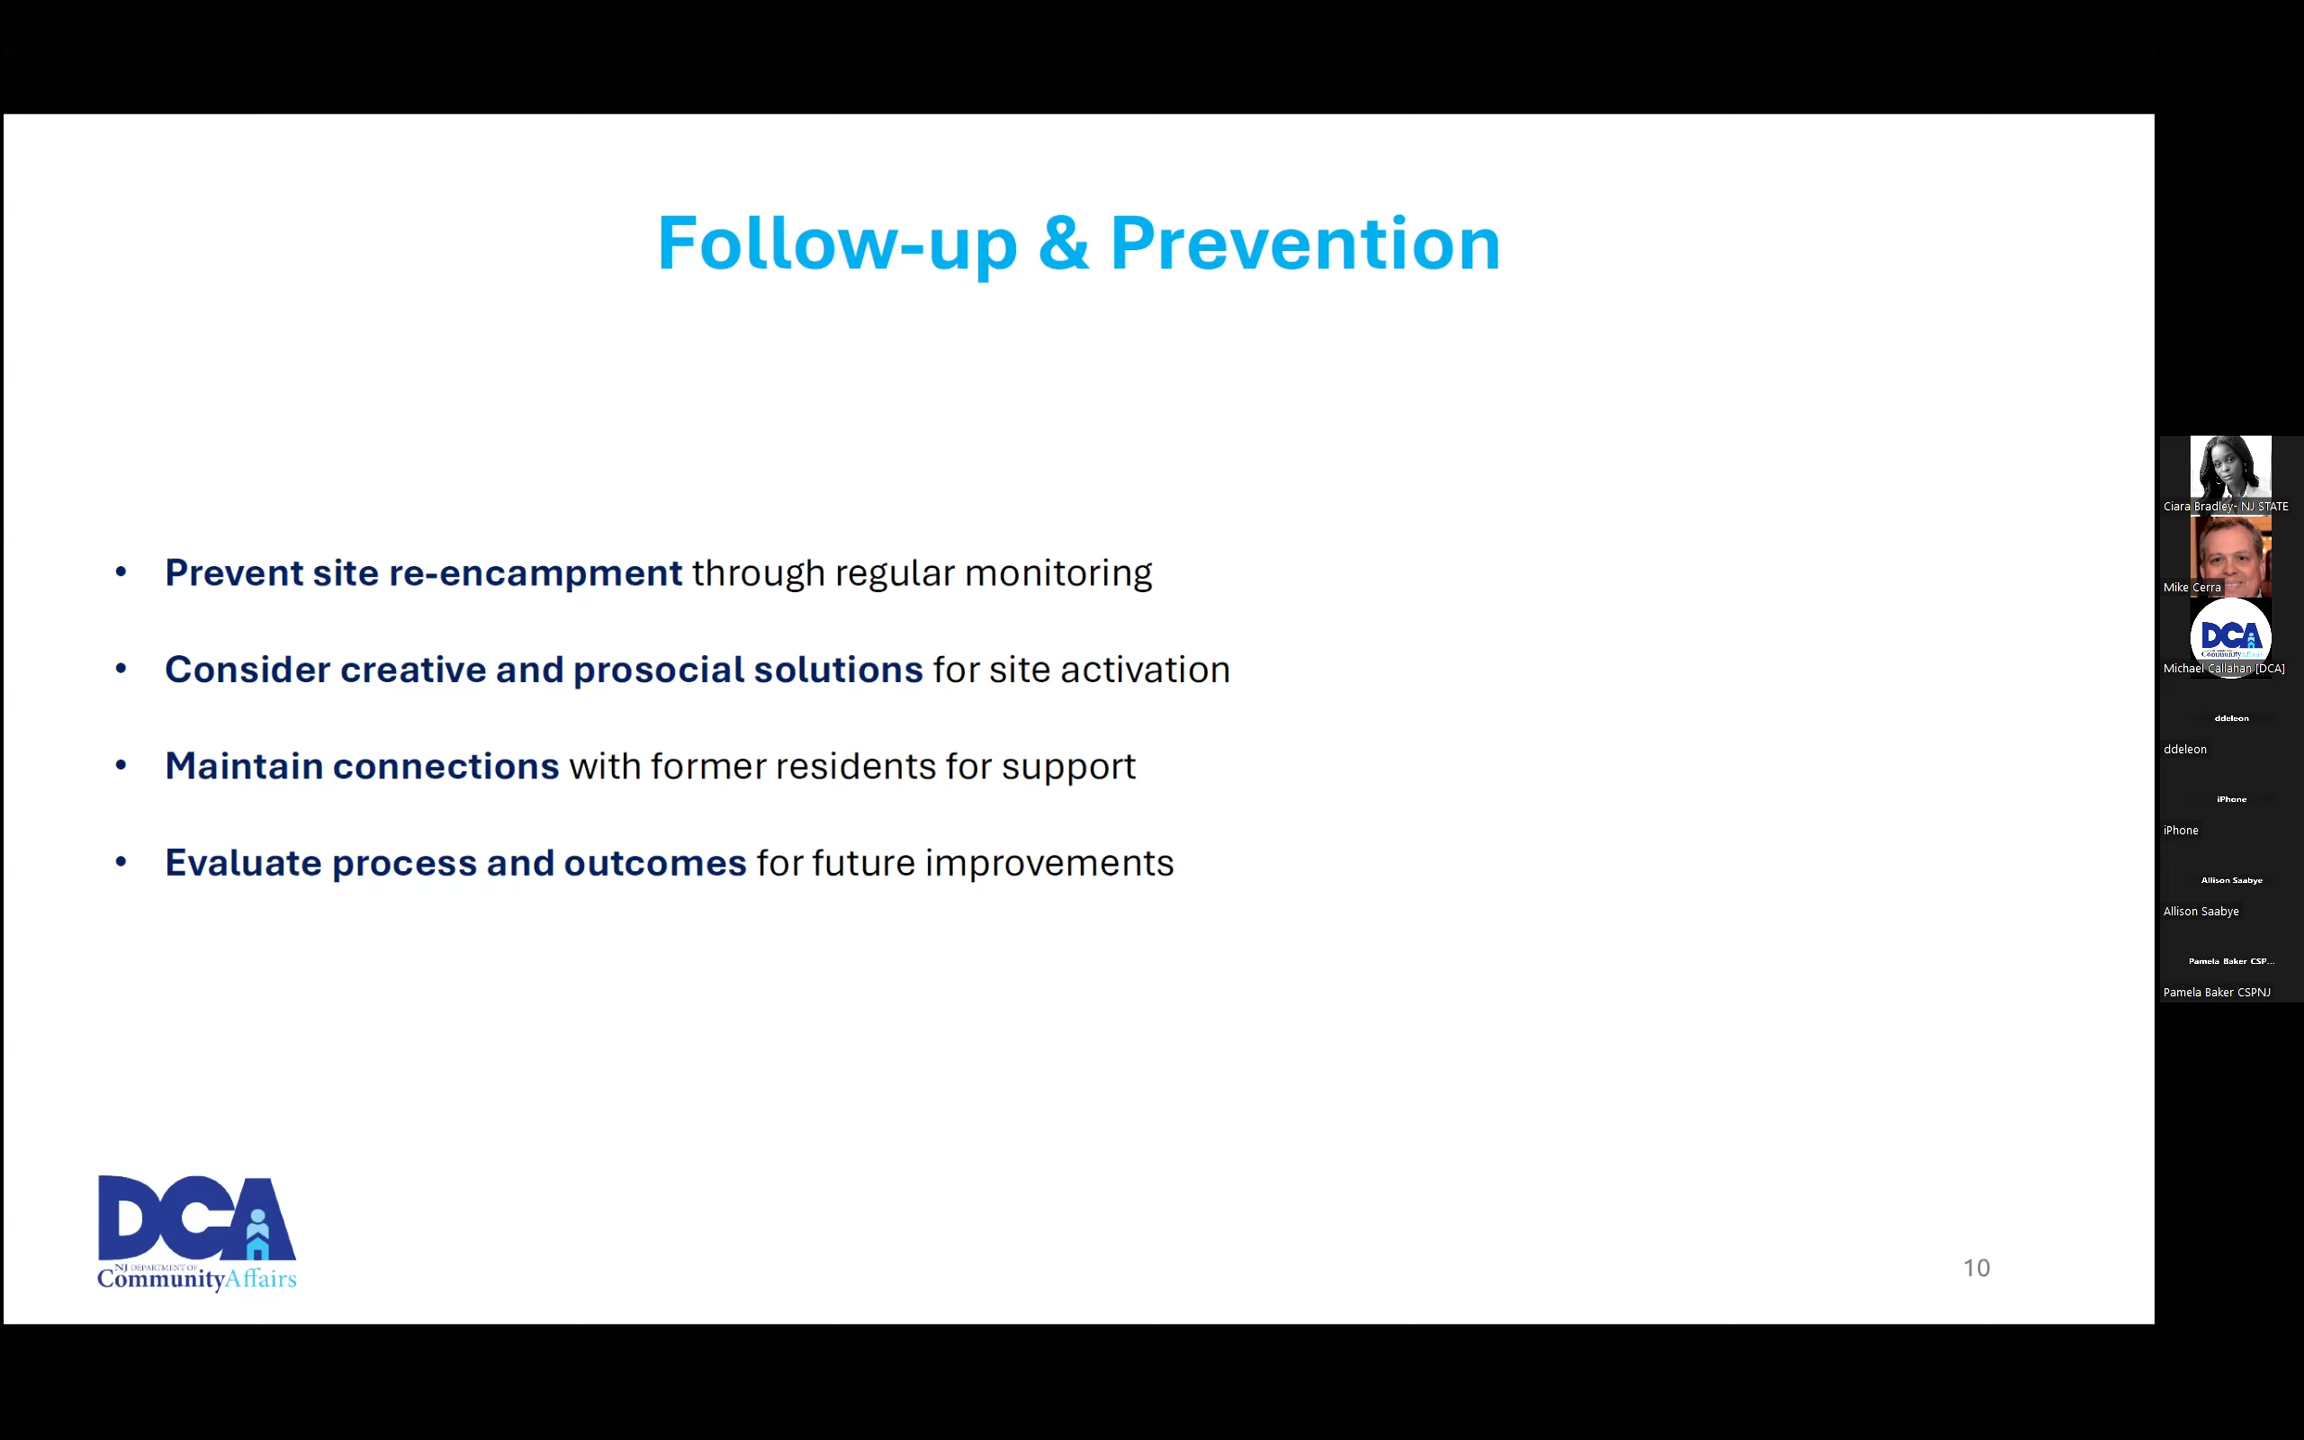 Follow-up & Prevention
• Prevent site re-encampment through regular monitoring
• Consider creative and prosocial solutions for site activation
• Maintain connections with former residents for support
• Evaluate process and outcomes for future improvements
DCA
NJ DEPARTMENT OF
CommunityAffairs
10
Ciara Bradley- NJ STATE
Mike Cerra
DCA
CommunityAffairs
Michael Callahan [DCA]
ddeleon
ddeleon
iPhone
iPhone
Allison Saabye
Allison Saabye
Pamela Baker CSP...
Pamela Baker CSPNJ